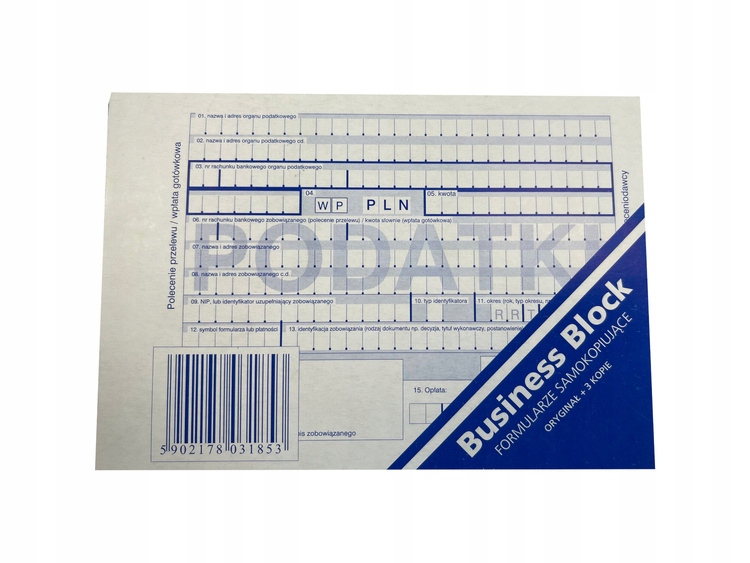 Polecenie przelewu / wpłata gotówkowa
01. nazwa i adres organu podatkowego
02. nazwa i adres organu podatkowego cd.
03. nr rachunku bankowego organu podatkowego
04.
W P PLN
05. kwota
06. nr rachunku bankowego zobowiązanego (polecenie przelewu) / kwota słownie (wpłata gotówkowa)
PODATKI
07. nazwa i adres zobowiązanego
08. nazwa i adres zobowiązanego c.d.
09. NIP, lub identyfikator uzupełniający zobowiązanego
10. typ identyfikatora
11. okres (rok, typ okresu, nr
R R T
12. symbol formularza lub płatności
13. identyfikacja zobowiązania (rodzaj dokumentu np. decyzja, tytuł wykonawczy, postanowienie
15. Opłata:
pis zobowiązanego
5 902178 031853
Business Block
FORMULARZE SAMOKOPIUJĄCE
ORYGINAŁ + 3 KOPIE
eceniodawcy